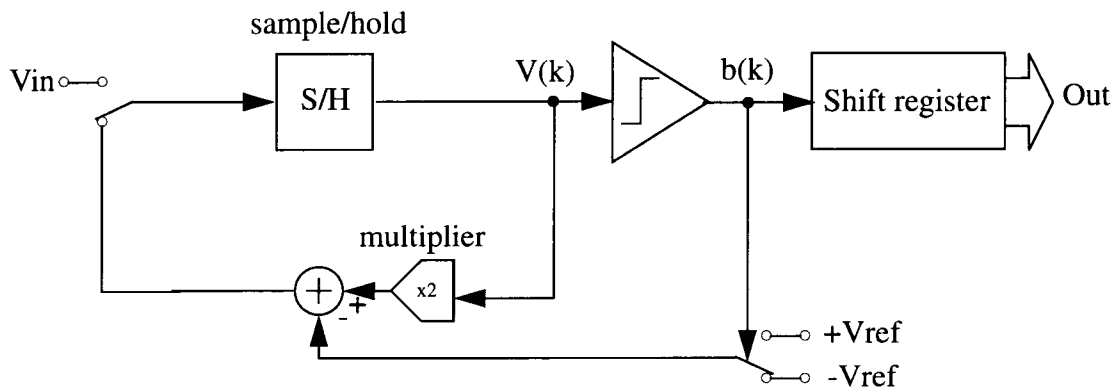 sample/hold
Vin
S/H
V(k)
b(k)
Shift register
Out
multiplier
x2
+
- +
+Vref
-Vref